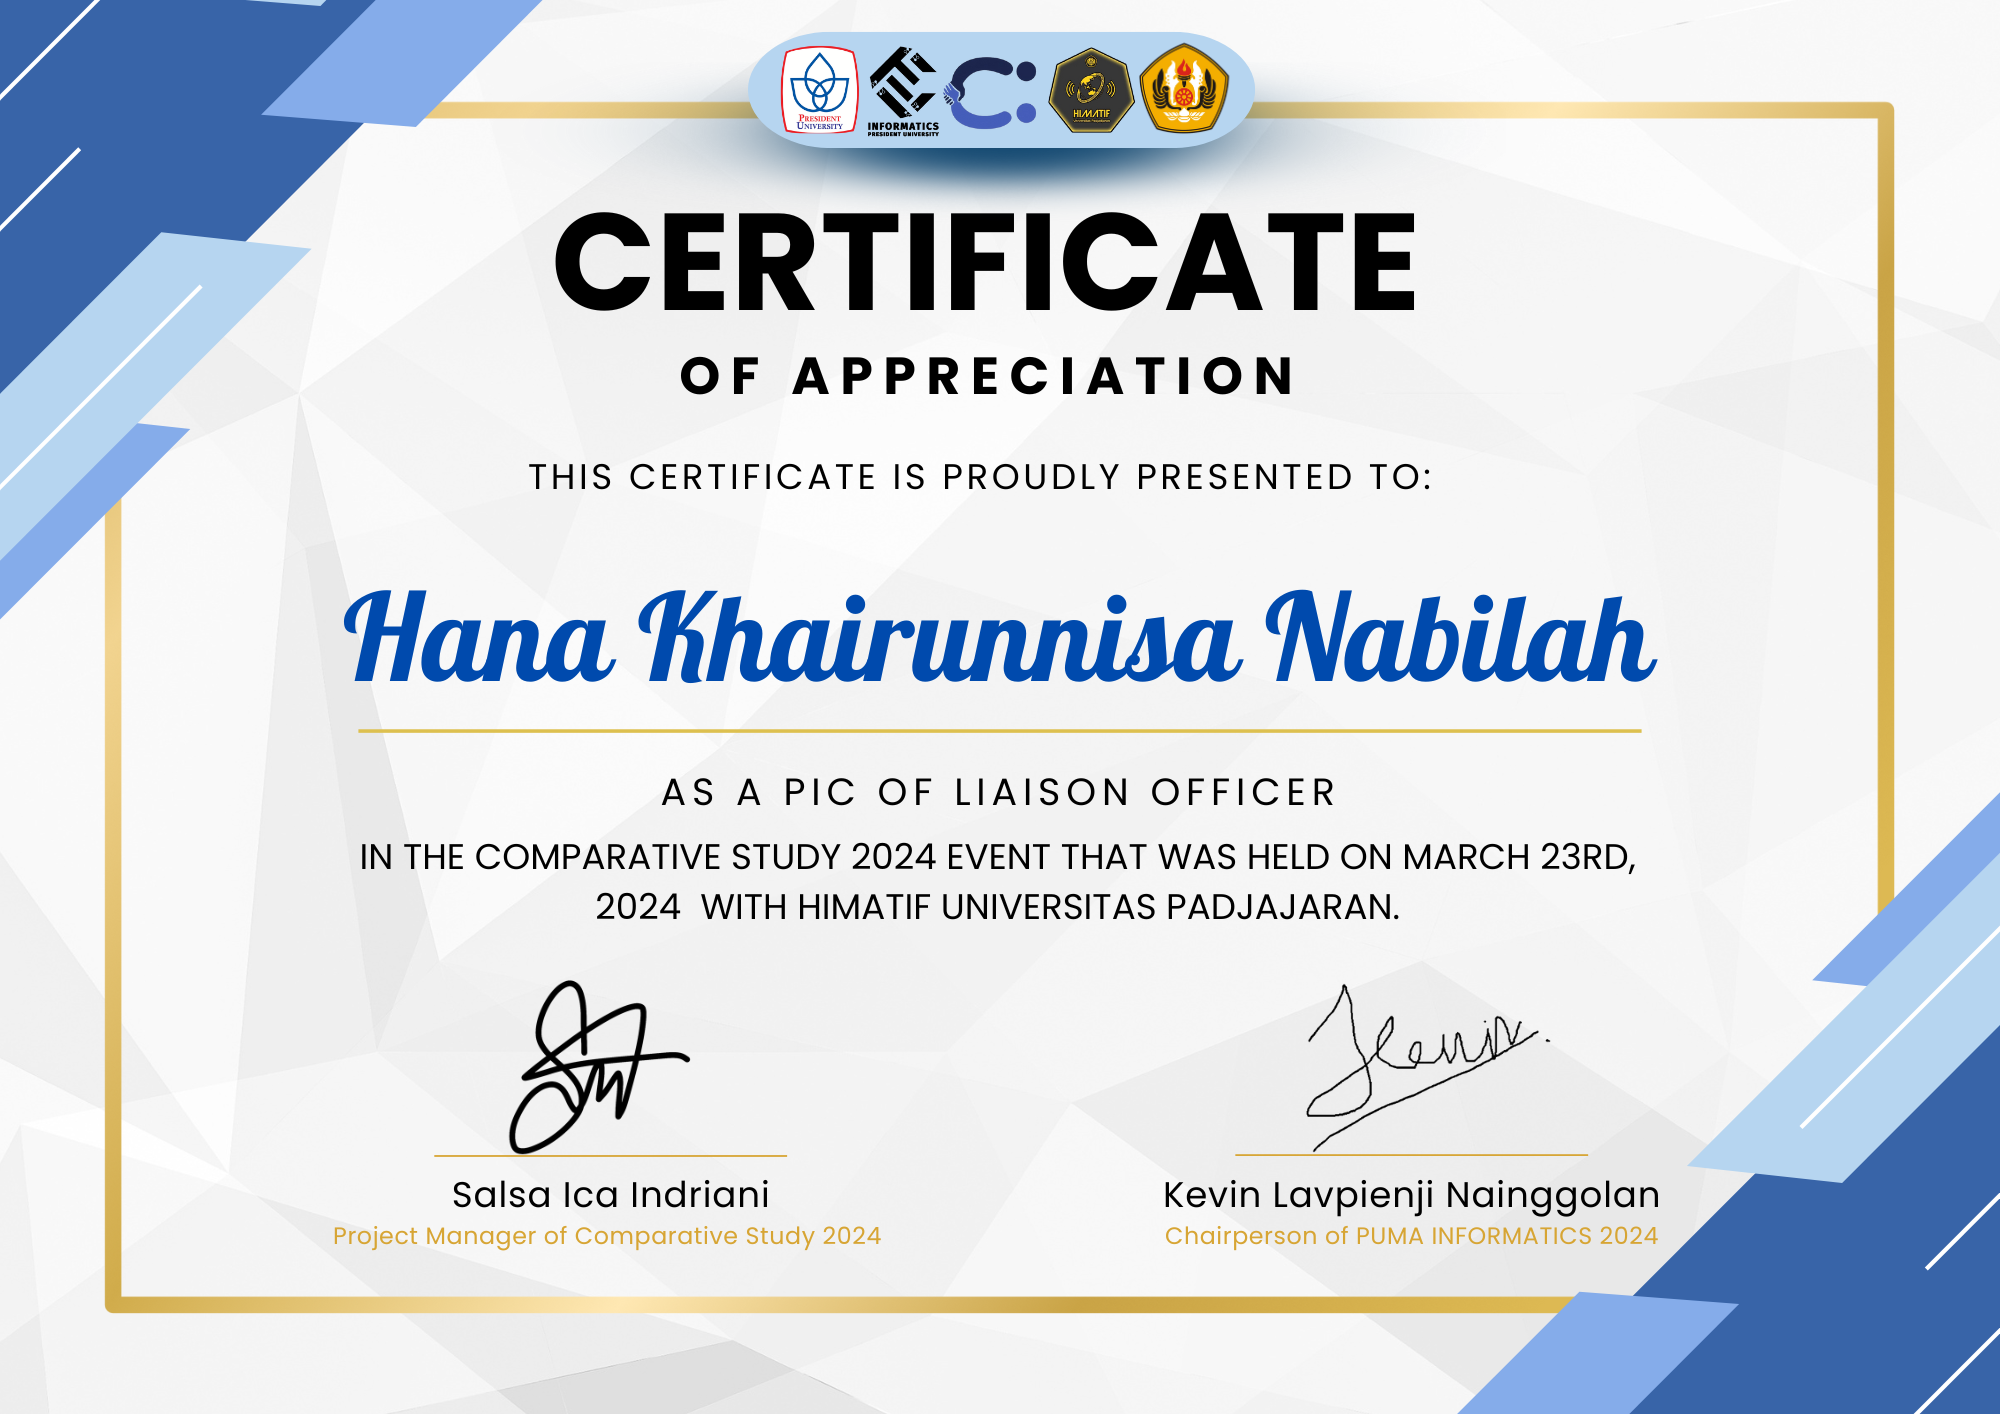 PRESIDENT
UNIVERSITY
INFORMATICS
PRESIDENT UNIVERSITY
HIMATIF
CERTIFICATE
OF APPRECIATION
THIS CERTIFICATE IS PROUDLY PRESENTED TO:
Hana Khairunnisa Nabilah
AS A PIC OF LIAISON OFFICER
IN THE COMPARATIVE STUDY 2024 EVENT THAT WAS HELD ON MARCH 23RD,
2024  WITH HIMATIF UNIVERSITAS PADJAJARAN.
Kevin.
Salsa Ica Indriani
Kevin Lavpienji Nainggolan
Project Manager of Comparative Study 2024
Chairperson of PUMA INFORMATICS 2024